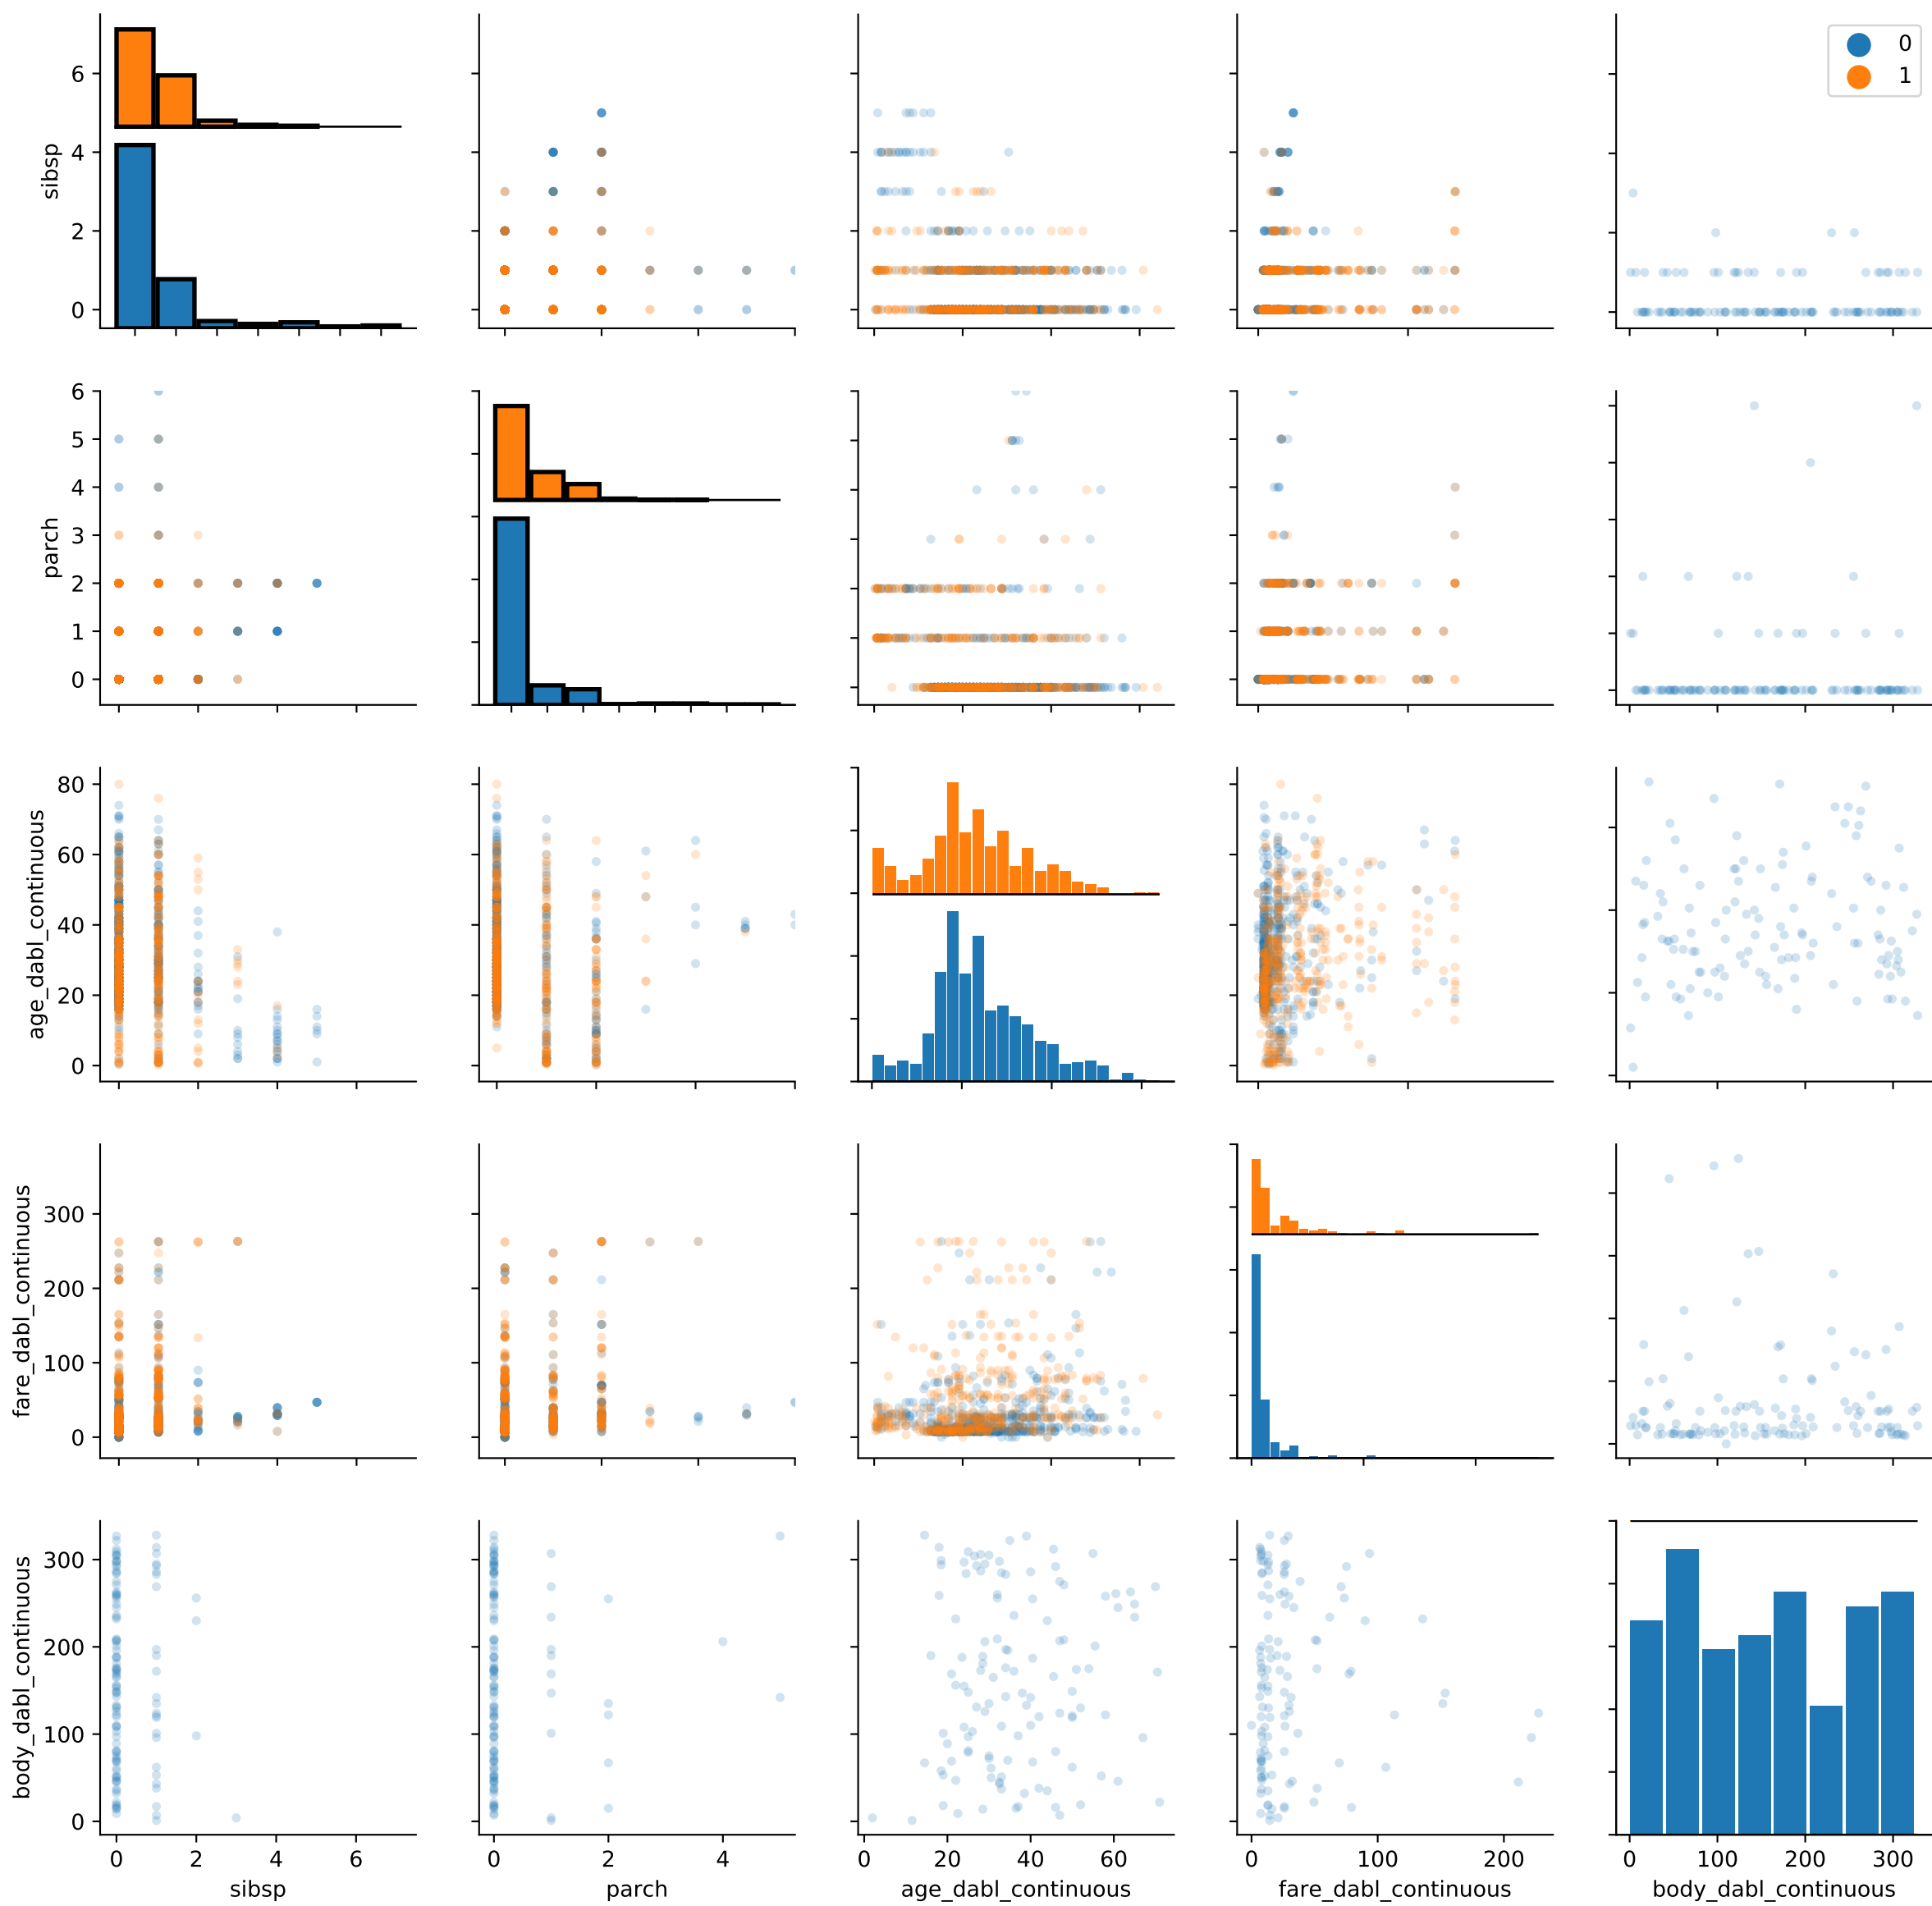 0
1
6
4
2
0
sibsp
6
5
4
3
2
1
0
parch
80
60
40
20
0
age_dabl_continuous
300
200
100
0
fare_dabl_continuous
300
200
100
0
body_dabl_continuous
0 2 4 6
sibsp
0 2 4
parch
0 20 40 60
age_dabl_continuous
0 100 200
fare_dabl_continuous
0 100 200 300
body_dabl_continuous